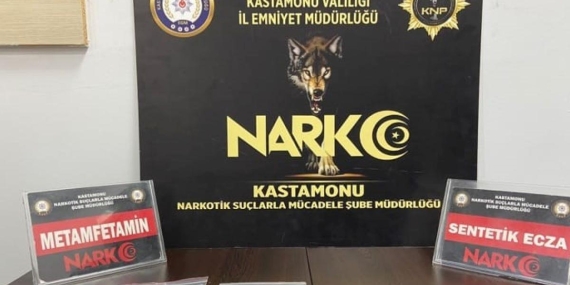 KASTAMONU VALİLİĞİ
İL EMNİYET MÜDÜRLÜĞÜ
KNP
NARKO
KASTAMONU
NARKOTİK SUÇLARLA MÜCADELE ŞUBE MÜDÜRLÜĞÜ
KASTAMONU
NARKOTİK SUÇLARLA MÜCADELE
ŞUBE MÜDÜRLÜĞÜ
METAMFETAMİN
NARKO
KASTAMONU
NARKOTİK SUÇLARLA MÜCADELE
ŞUBE MÜDÜRLÜĞÜ
SENTETİK ECZA
NARKO